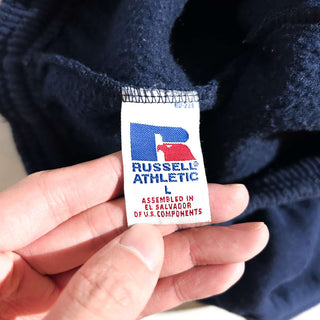 RUSSELL®
ATHLETIC
L
ASSEMBLED IN
EL SALVADOR
OF U.S. COMPONENTS